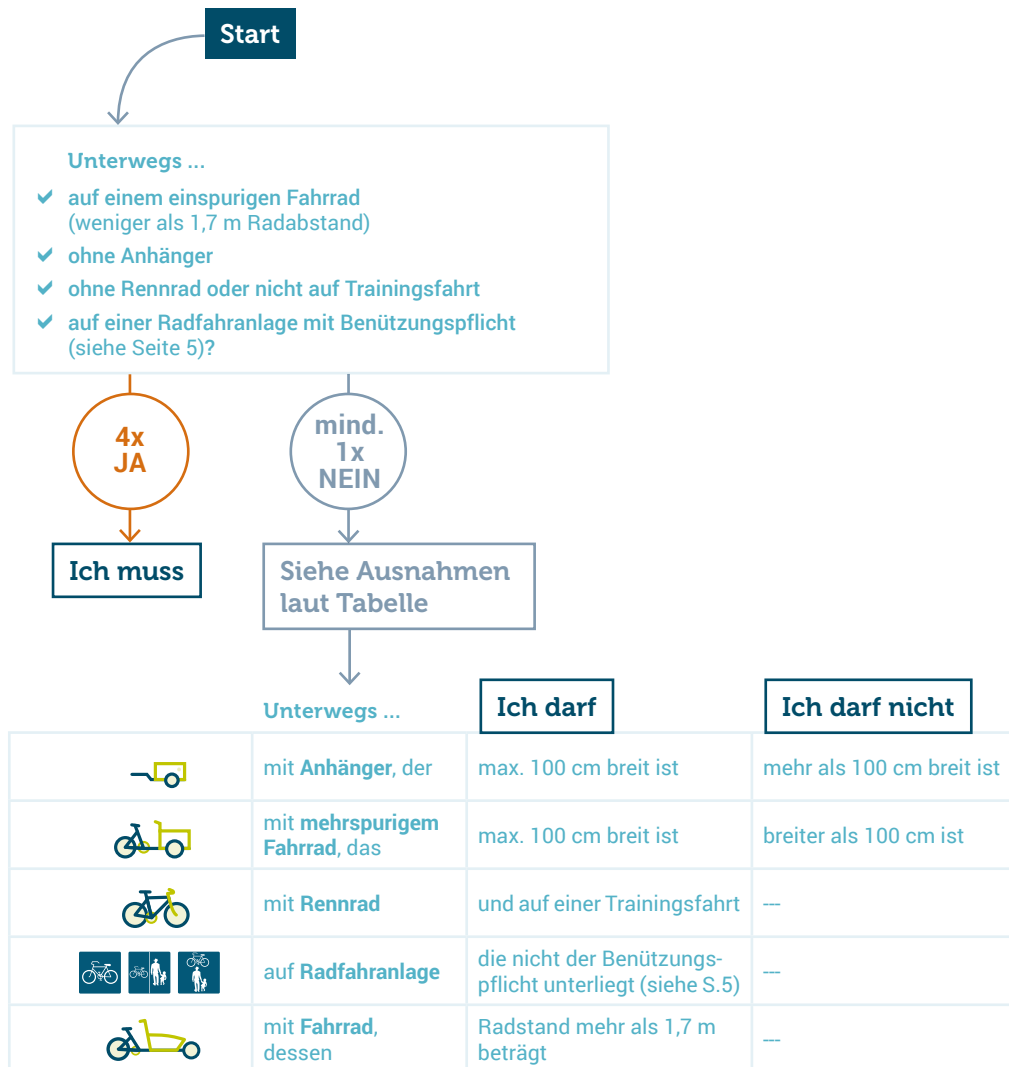 Start
Unterwegs ...
auf einem einspurigen Fahrrad
(weniger als 1,7 m Radabstand)
ohne Anhänger
ohne Rennrad oder nicht auf Trainingsfahrt
auf einer Radfahranlage mit Benützungspflicht
(siehe Seite 5)?
4x
JA
mind.
1x
NEIN
Ich muss
Siehe Ausnahmen
laut Tabelle
Unterwegs ...
Ich darf
Ich darf nicht
mit Anhänger, der
max. 100 cm breit ist
mehr als 100 cm breit ist
mit mehrspurigem
Fahrrad, das
max. 100 cm breit ist
breiter als 100 cm ist
mit Rennrad
und auf einer Trainingsfahrt
---
auf Radfahranlage
die nicht der Benützungs-
pflicht unterliegt (siehe S.5)
---
mit Fahrrad,
dessen
Radstand mehr als 1,7 m
beträgt
---